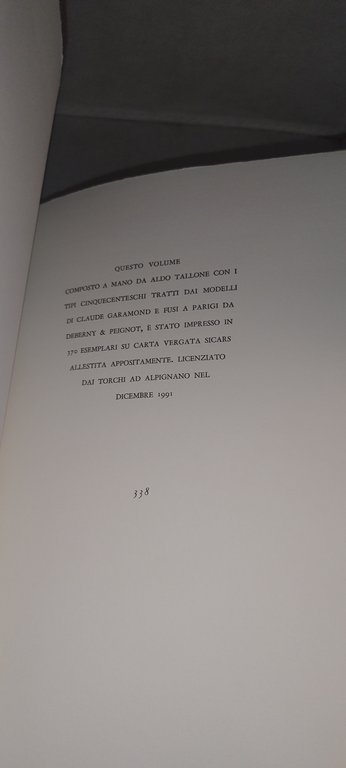 QUESTO VOLUME
COMPOSTO A MANO DA ALDO TALLONE CON I
TIPI CINQUECENTESCHI TRATTI DAI MODELLI
DI CLAUDE GARAMOND E FUSI A PARIGI DA
DEBERNY & PEIGNOT, È STATO IMPRESSO IN
370 ESEMPLARI SU CARTA VERGATA SICARS
ALLESTITA APPOSITAMENTE. LICENZIATO
DAI TORCHI AD ALPIGNANO NEL
DICEMBRE 1991
338